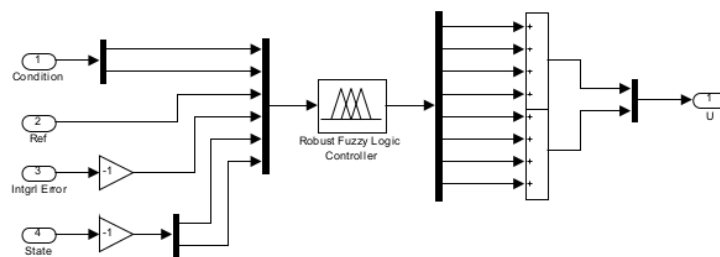 1
Condition
2
Ref
3
Intgrl Error
-1
4
State
-1
Robust Fuzzy Logic
Controller
+
+
+
+
+
+
+
+
1
U